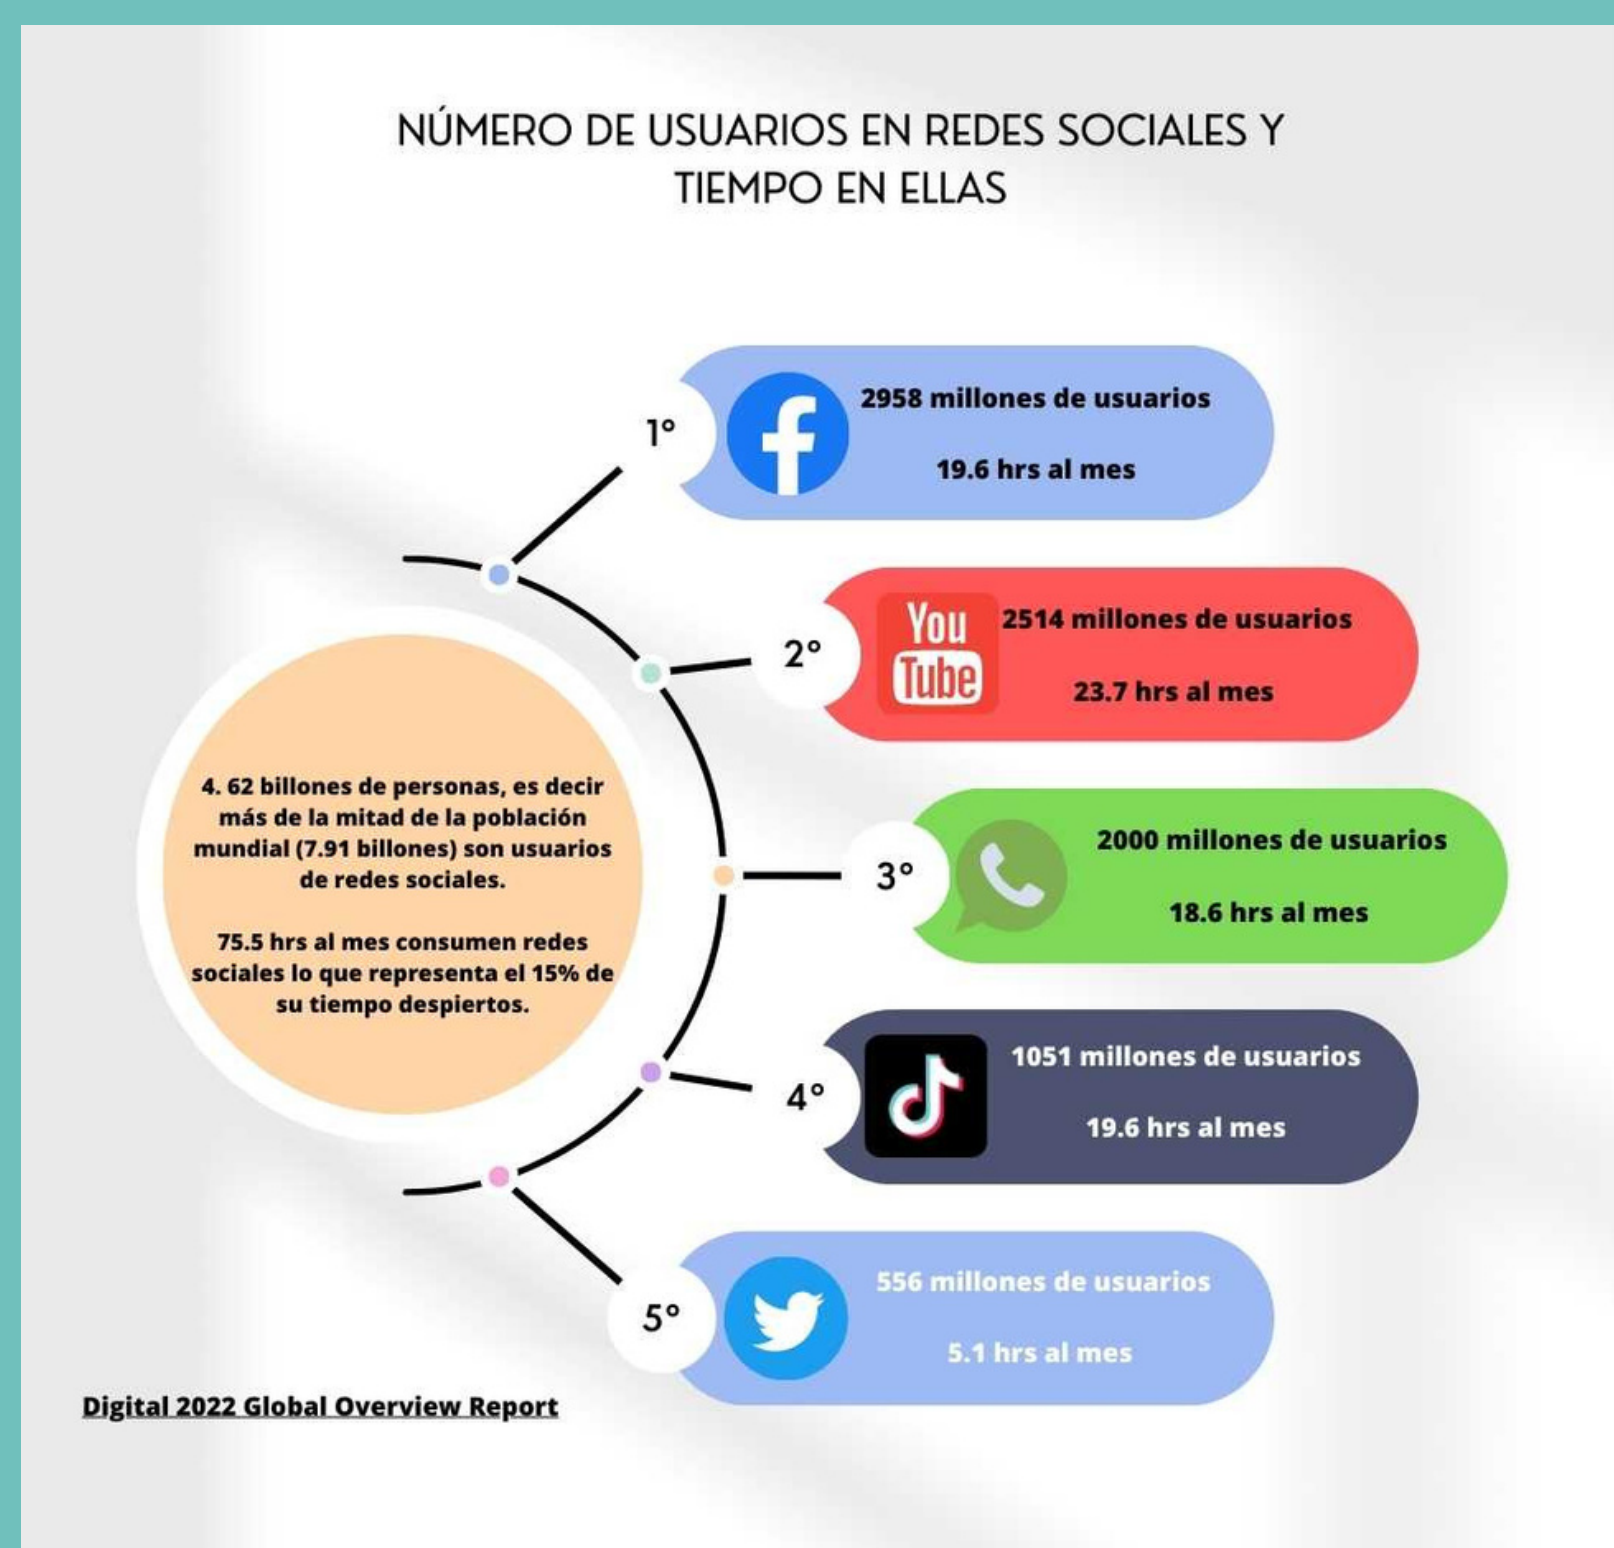 NÚMERO DE USUARIOS EN REDES SOCIALES Y
TIEMPO EN ELLAS
1°
2958 millones de usuarios
19.6 hrs al mes
2°
You
Tube
2514 millones de usuarios
23.7 hrs al mes
4. 62 billones de personas, es decir
más de la mitad de la población
mundial (7.91 billones) son usuarios
de redes sociales.
75.5 hrs al mes consumen redes
sociales lo que representa el 15% de
su tiempo despiertos.
3°
2000 millones de usuarios
18.6 hrs al mes
4°
1051 millones de usuarios
19.6 hrs al mes
5°
556 millones de usuarios
5.1 hrs al mes
Digital 2022 Global Overview Report